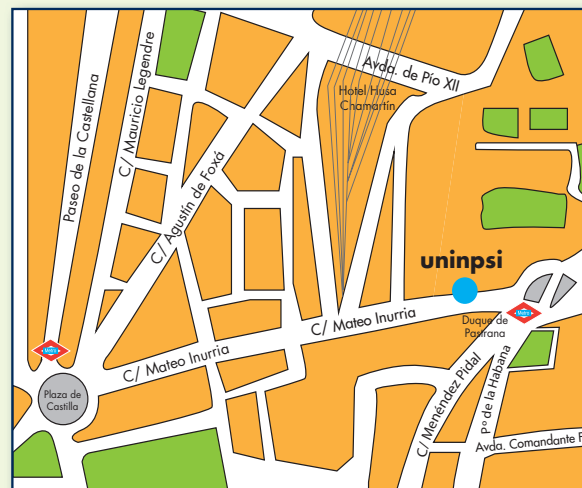 Avda. de Pío XII
Hotel Husa
Chamartín
Paseo de la Castellana
C/ Mauricio Legendre
C/ Agustín de Foxá
uninpsi
Metro
Duque de
Pastrana
C/ Mateo Inurria
C/ Mateo Inurria
Metro
Plaza de
Castilla
C/ Menéndez Pidal
Pº de la Habana
Avda. Comandante F